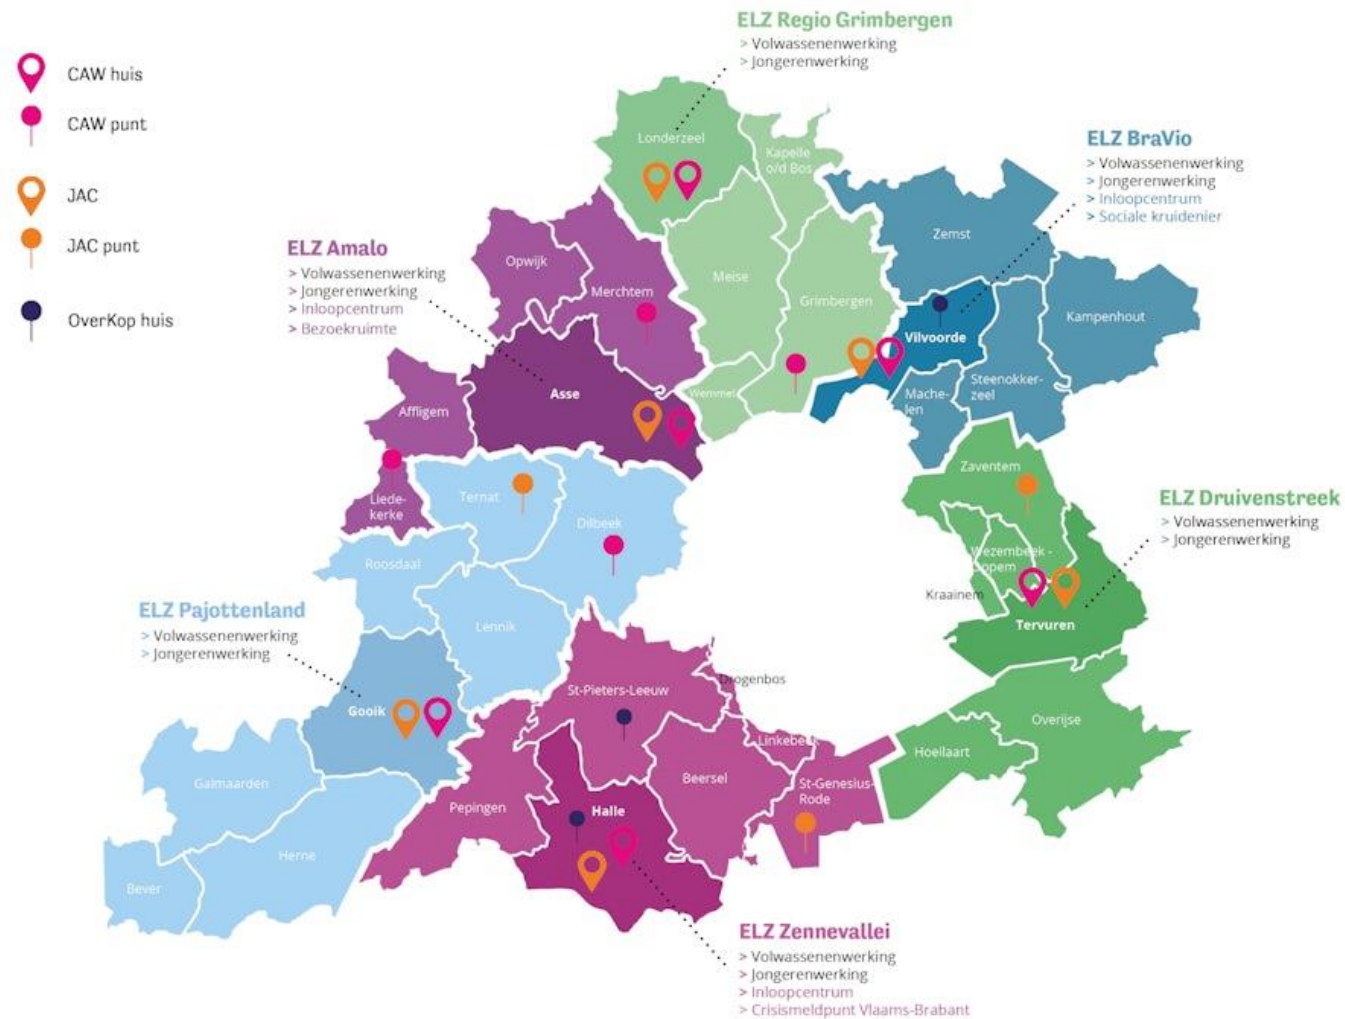 CAW huis
CAW punt
JAC
JAC punt
OverKop huis
ELZ Regio Grimbergen
> Volwassenenwerking
> Jongerenwerking
ELZ BraVio
> Volwassenenwerking
> Jongerenwerking
> Inloopcentrum
> Sociale kruidenier
ELZ Amalo
> Volwassenenwerking
> Jongerenwerking
> Inloopcentrum
> Bezoekruimte
Londerzeel
Kapelle
o/d Bos
Zemst
Opwijk
Merchtem
Meise
Grimbergen
Vilvoorde
Kampenhout
Asse
Affligem
Wemmel
Mache-
len
Steenokker-
zeel
Zaventem
Liede-
kerke
Ternat
Dilbeek
ELZ Druivenstreek
> Volwassenenwerking
> Jongerenwerking
Roosdaal
Wezembeek -
Oppem
Kraainem
Tervuren
ELZ Pajottenland
> Volwassenenwerking
> Jongerenwerking
Lennik
St-Pieters-Leeuw
Drogenbos
Gooik
Overijse
Hoeilaart
Linkebeek
Galmaarden
Beersel
St-Genesius-
Rode
Pepingen
Halle
Herne
Bever
ELZ Zennevallei
> Volwassenenwerking
> Jongerenwerking
> Inloopcentrum
> Crisismeldpunt Vlaams-Brabant